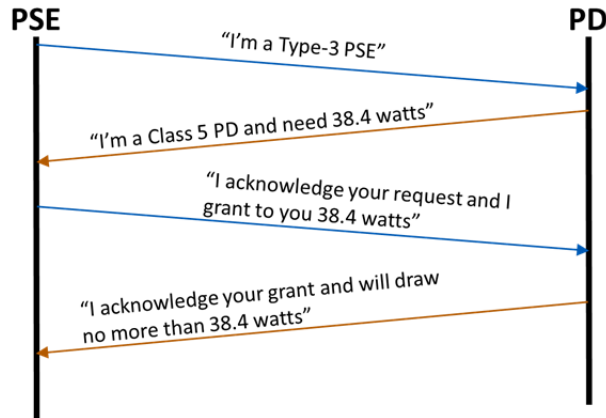 PSE
PD
“I’m a Type-3 PSE”
“I’m a Class 5 PD and need 38.4 watts”
“I acknowledge your request and I
grant to you 38.4 watts”
“I acknowledge your grant and will draw
no more than 38.4 watts”